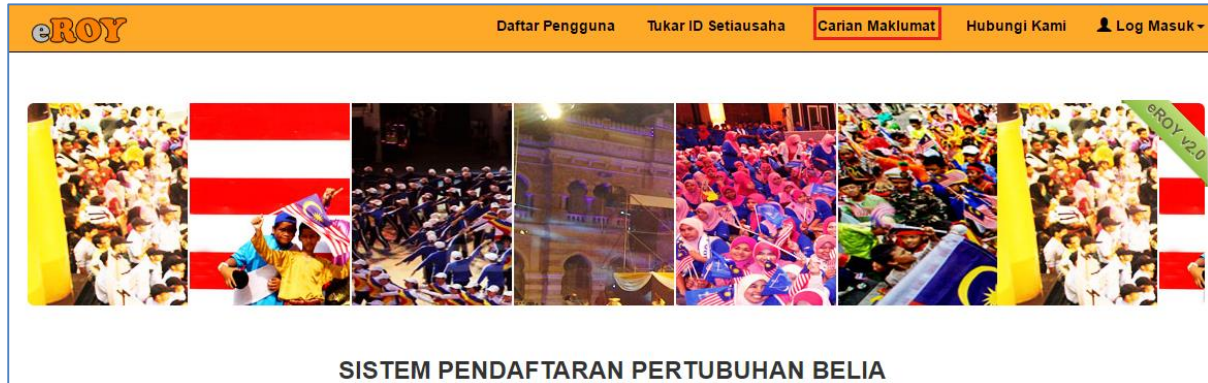 eROY Daftar Pengguna Tukar ID Setiausaha Carian Maklumat Hubungi Kami Log Masuk
eROY v2.0
SISTEM PENDAFTARAN PERTUBUHAN BELIA